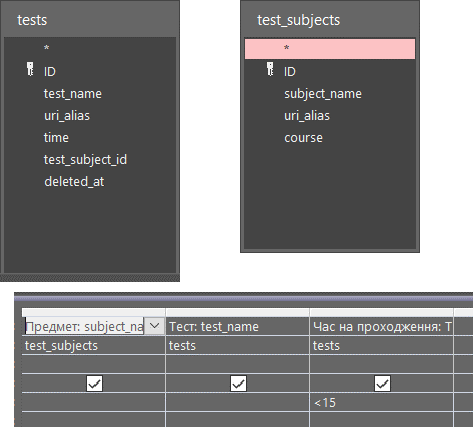 tests
*
ID
test_name
uri_alias
time
test_subject_id
deleted_at
test_subjects
*
ID
subject_name
uri_alias
course
Предмет: subject_na Тест: test_name Час на проходження: T
test_subjects tests tests
<15